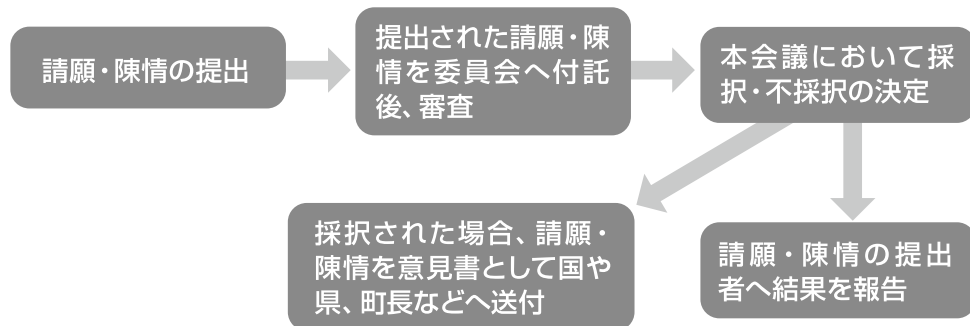 請願・陳情の提出
提出された請願・陳
情を委員会へ付託
後、審査
本会議において採
択・不採択の決定
採択された場合、請願・
陳情を意見書として国や
県、町長などへ送付
請願・陳情の提出
者へ結果を報告